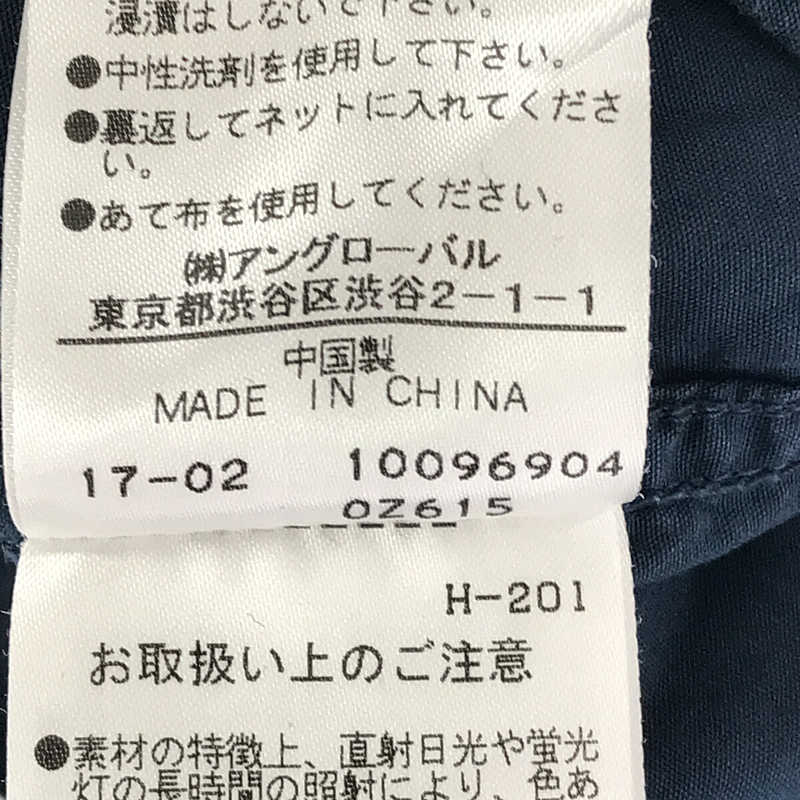 浸漬はしないで下さい。
●中性洗剤を使用して下さい。
●裏返してネットに入れてくださ
い。
●あて布を使用してください。
㈱アングローバル
東京都渋谷区渋谷2-1-1
中国製
MADE IN CHINA
17-02 10096904
OZ615
H-201
お取扱い上のご注意
●素材の特徴上、直射日光や蛍光
灯の長時間の照射により、色あ